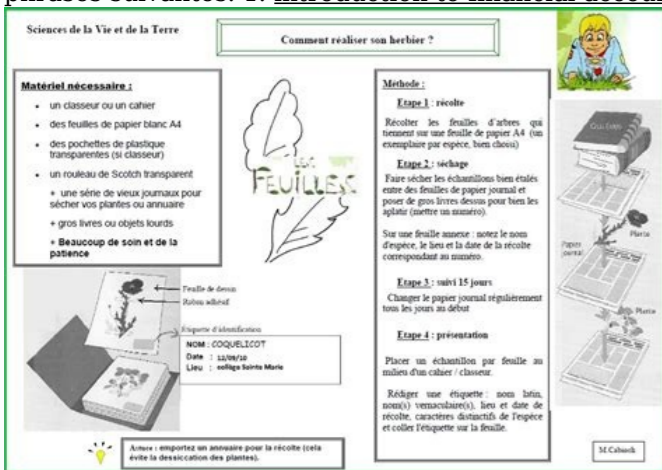 phrases suivantes. 1. Introduction to financial accou
Sciences de la Vie et de la Terre
Comment réaliser son herbier ?
Matériel nécessaire :
• un classeur ou un cahier
• des feuilles de papier blanc A4
• des pochettes de plastique
transparentes (si classeur)
• un rouleau de Scotch transparent
+ une série de vieux journaux pour
sécher vos plantes ou annuaire
+ gros livres ou objets lourds
+ Beaucoup de soin et de la
patience
LES
FEUILLES
Méthode :
Etape 1 : récolte
Récolter les feuilles d'arbres qui
tiennent sur une feuille de papier A4 (un
exemplaire par espèce, bien choisi)
Etape 2 : séchage
Faire sécher les échantillons bien étalés
entre des feuilles de papier journal et
poser de gros livres dessus pour bien les
aplatir (mettre un numéro).
Sur une feuille annexe : notez le nom
d'espèce, le lieu et la date de la récolte
correspondant au numéro.
Etape 3 : suivi 15 jours
Changer le papier journal régulièrement
tous les jours au début
Etape 4 : présentation
Placer un échantillon par feuille au
milieu d'un cahier / classeur.
Rédiger une étiquette : nom latin,
nom(s) vernaculaire(s), lieu et date de
récolte, caractères distinctifs de l'espèce
et coller l'étiquette sur la feuille.
Plante
Papier
journal
Plante
Feuille de dessin
Ruban adhésif
Etiquette d'identification
NOM : COQUELICOT
Date : 12/09/10
Lieu : collège Sainte Marie
Astuce : emportez un annuaire pour la récolte (cela
évite la dessiccation des plantes).